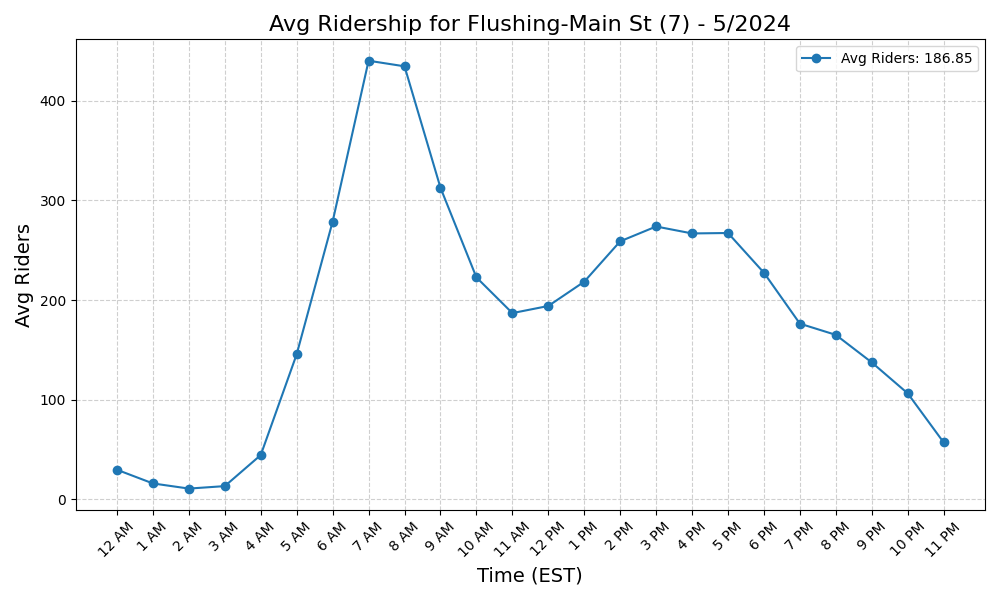 Avg Ridership for Flushing-Main St (7) - 5/2024
Avg Riders: 186.85
Avg Riders
400
300
200
100
0
12 AM 1 AM 2 AM 3 AM 4 AM 5 AM 6 AM 7 AM 8 AM 9 AM 10 AM 11 AM 12 PM 1 PM 2 PM 3 PM 4 PM 5 PM 6 PM 7 PM 8 PM 9 PM 10 PM 11 PM
Time (EST)